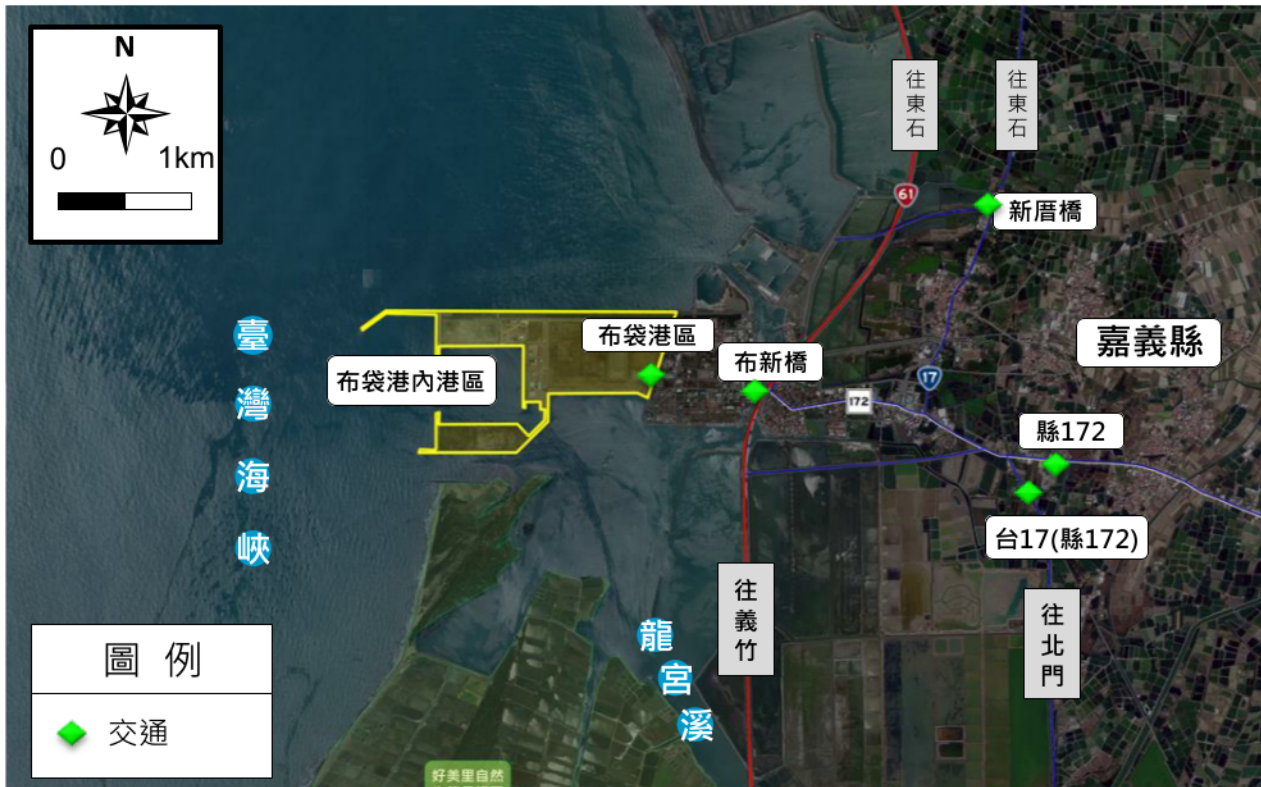 N
0 1km
往東石
往東石
61
新厝橋
臺灣海峽
布袋港區
嘉義縣
布袋港內港區
布新橋
17
172
縣172
台17(縣172)
往義竹
往北門
龍宮溪
圖 例
交通
好美里自然